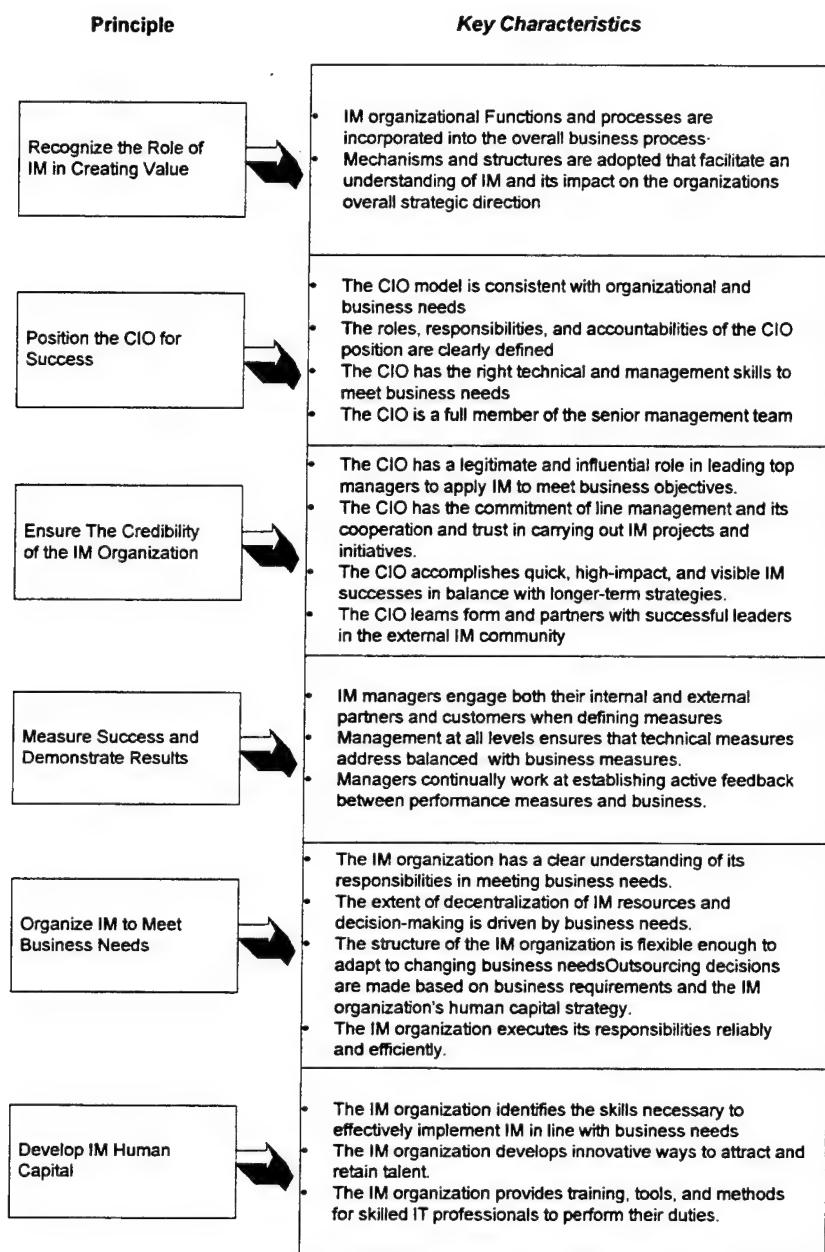 Principle
Key Characteristics
Recognize the Role of
IM in Creating Value
• IM organizational Functions and processes are
incorporated into the overall business process.
• Mechanisms and structures are adopted that facilitate an
understanding of IM and its impact on the organizations
overall strategic direction
Position the CIO for
Success
• The CIO model is consistent with organizational and
business needs
• The roles, responsibilities, and accountabilities of the CIO
position are clearly defined
• The CIO has the right technical and management skills to
meet business needs
• The CIO is a full member of the senior management team
Ensure The Credibility
of the IM Organization
• The CIO has a legitimate and influential role in leading top
managers to apply IM to meet business objectives.
• The CIO has the commitment of line management and its
cooperation and trust in carrying out IM projects and
initiatives.
• The CIO accomplishes quick, high-impact, and visible IM
successes in balance with longer-term strategies.
• The CIO learns form and partners with successful leaders
in the external IM community
Measure Success and
Demonstrate Results
• IM managers engage both their internal and external
partners and customers when defining measures
• Management at all levels ensures that technical measures
address balanced with business measures.
• Managers continually work at establishing active feedback
between performance measures and business.
Organize IM to Meet
Business Needs
• The IM organization has a clear understanding of its
responsibilities in meeting business needs.
• The extent of decentralization of IM resources and
decision-making is driven by business needs.
• The structure of the IM organization is flexible enough to
adapt to changing business needsOutsourcing decisions
are made based on business requirements and the IM
organization's human capital strategy.
• The IM organization executes its responsibilities reliably
and efficiently.
Develop IM Human
Capital
• The IM organization identifies the skills necessary to
effectively implement IM in line with business needs
• The IM organization develops innovative ways to attract and
retain talent.
• The IM organization provides training, tools, and methods
for skilled IT professionals to perform their duties.